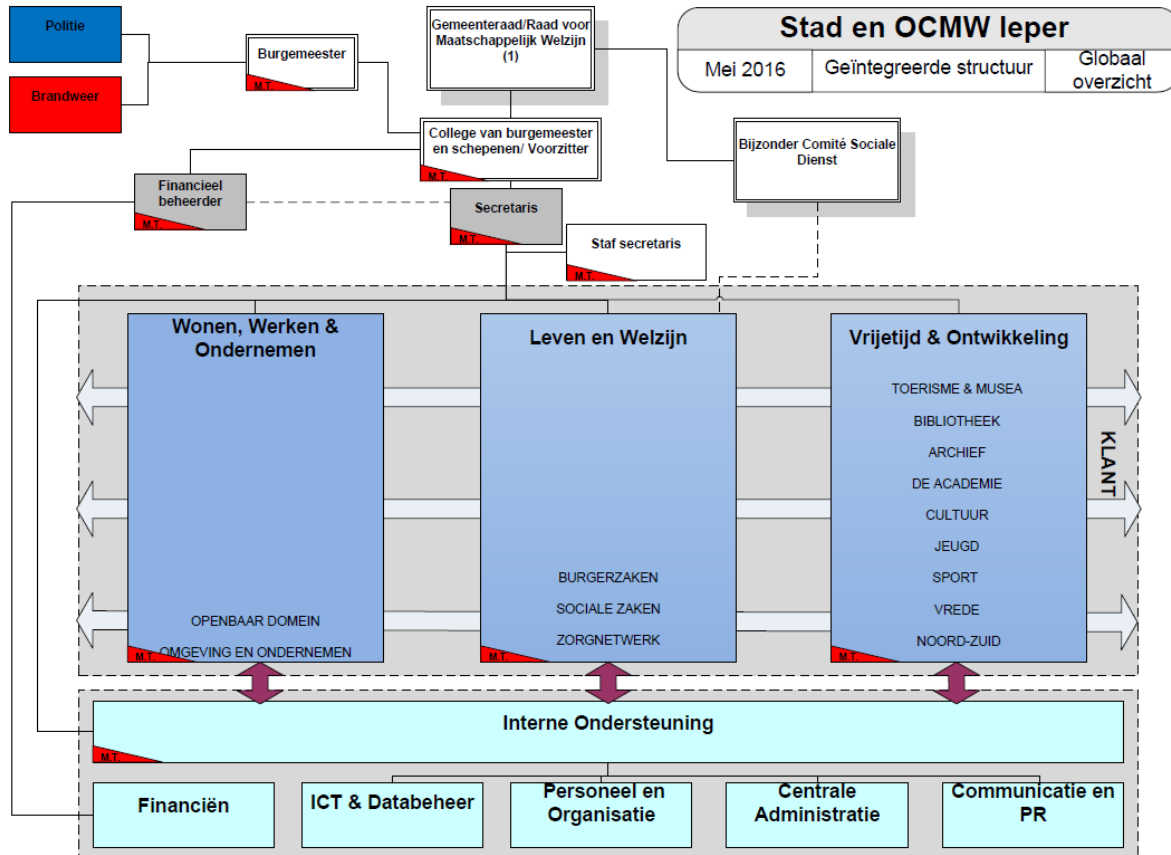 Politie
Brandweer
Burgemeester
M.T.
Gemeenteraad/Raad voor
Maatschappelijk Welzijn
(1)
Stad en OCMW Ieper
Mei 2016
Geïntegreerde structuur
Globaal
overzicht
College van burgemeester
en schepenen/ Voorzitter
M.T.
Bijzonder Comité Sociale
Dienst
Financieel
beheerder
M.T.
Secretaris
M.T.
Staf secretaris
M.T.
Wonen, Werken &
Ondernemen
OPENBAAR DOMEIN
OMGEVING EN ONDERNEMEN
M.T.
Leven en Welzijn
BURGERZAKEN
SOCIALE ZAKEN
ZORGNETWERK
M.T.
Vrijetijd & Ontwikkeling
TOERISME & MUSEA
BIBLIOTHEEK
ARCHIEF
DE ACADEMIE
CULTUUR
JEUGD
SPORT
VREDE
NOORD-ZUID
M.T.
KLANT
Interne Ondersteuning
M.T.
Financiën
ICT & Databeheer
Personeel en
Organisatie
Centrale
Administratie
Communicatie en
PR